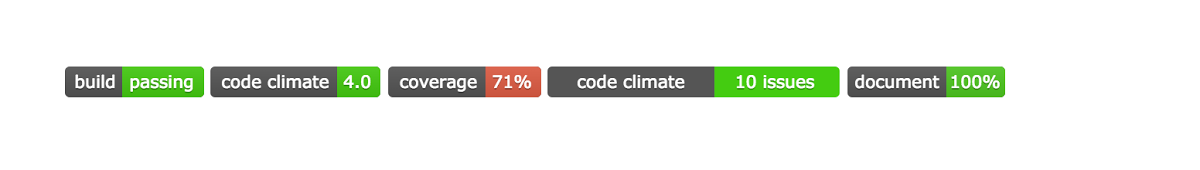 build passing code climate 4.0 coverage 71% code climate 10 issues document 100%